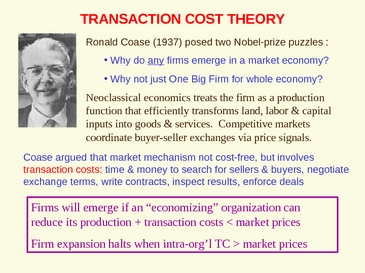 TRANSACTION COST THEORY
Ronald Coase (1937) posed two Nobel-prize puzzles :
• Why do any firms emerge in a market economy?
• Why not just One Big Firm for whole economy?
Neoclassical economics treats the firm as a production
function that efficiently transforms land, labor & capital
inputs into goods & services. Competitive markets
coordinate buyer-seller exchanges via price signals.
Coase argued that market mechanism not cost-free, but involves
transaction costs: time & money to search for sellers & buyers, negotiate
exchange terms, write contracts, inspect results, enforce deals
Firms will emerge if an “economizing” organization can
reduce its production + transaction costs < market prices
Firm expansion halts when intra-org’l TC > market prices